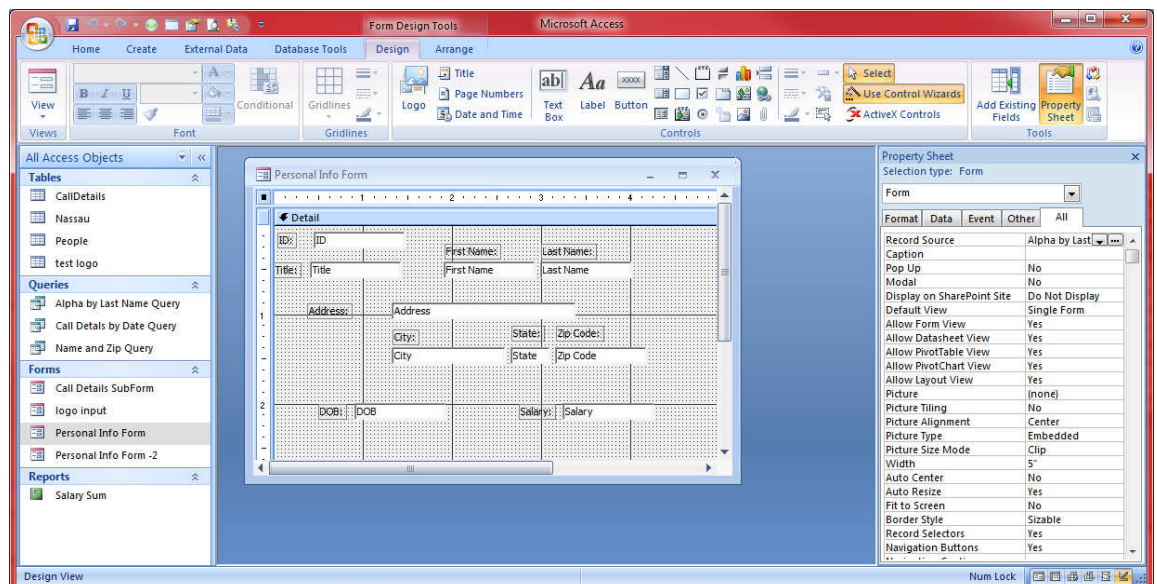 Form Design Tools
Microsoft Access
Home Create External Data Database Tools Design Arrange
View
Views
B I U
A
Font
Conditional
Gridlines
Gridlines
Logo
Title
Page Numbers
Date and Time
ab|
Text Box
Aa
Label
xxxx
Button
Controls
Select
Use Control Wizards
ActiveX Controls
Add Existing Fields
Property Sheet
Tools
All Access Objects
Tables
CallDetails
Nassau
People
test logo
Queries
Alpha by Last Name Query
Call Detals by Date Query
Name and Zip Query
Forms
Call Details SubForm
logo input
Personal Info Form
Personal Info Form -2
Reports
Salary Sum
Personal Info Form
1 2 3 4
Detail
ID: ID
First Name: Last Name:
Title: Title First Name Last Name
1
Address: Address
City: State: Zip Code:
City State Zip Code
2
DOB: DOB Salary: Salary
Property Sheet
Selection type: Form
Form
Format Data Event Other All
Record Source Alpha by Last
Caption
Pop Up No
Modal No
Display on SharePoint Site Do Not Display
Default View Single Form
Allow Form View Yes
Allow Datasheet View Yes
Allow PivotTable View Yes
Allow PivotChart View Yes
Allow Layout View Yes
Picture (none)
Picture Tiling No
Picture Alignment Center
Picture Type Embedded
Picture Size Mode Clip
Width 5"
Auto Center No
Auto Resize Yes
Fit to Screen No
Border Style Sizable
Record Selectors Yes
Navigation Buttons Yes
Design View
Num Lock